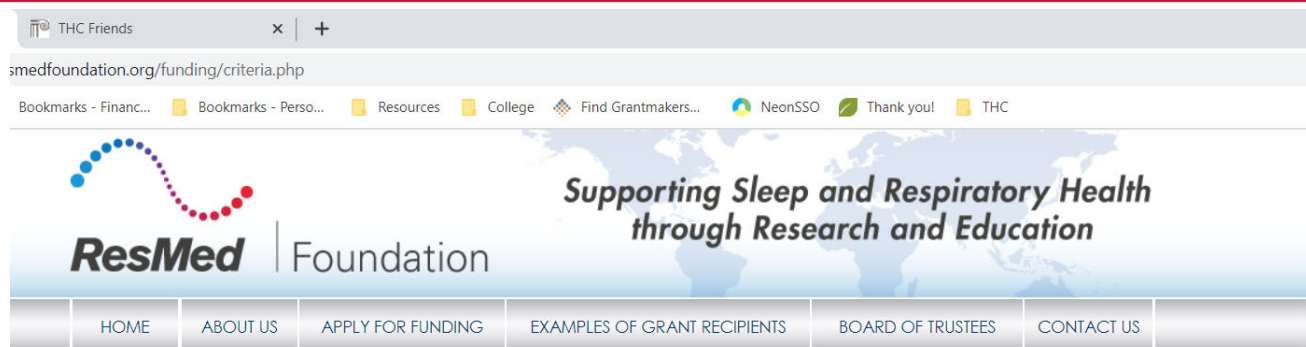 THC Friends
smedfoundation.org/funding/criteria.php
Bookmarks - Financ... Bookmarks - Perso... Resources College Find Grantmakers... NeonSSO Thank you! THC
Supporting Sleep and Respiratory Health
through Research and Education
ResMed Foundation
HOME ABOUT US APPLY FOR FUNDING EXAMPLES OF GRANT RECIPIENTS BOARD OF TRUSTEES CONTACT US